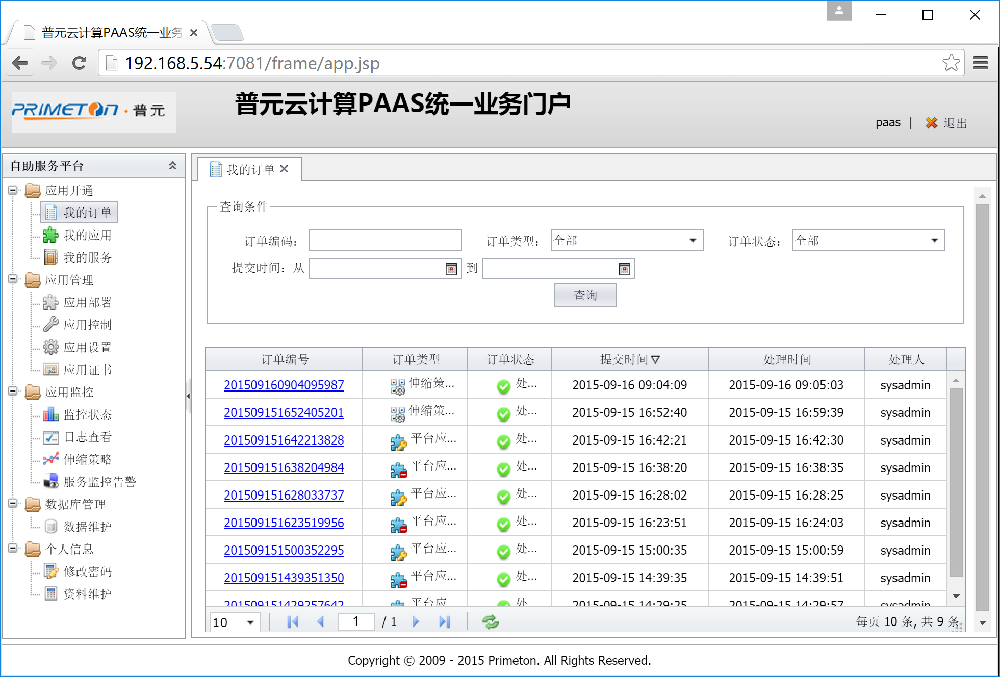 普元云计算PAAS统一业务
192.168.5.54:7081/frame/app.jsp
PRIMETON · 普元
普元云计算PAAS统一业务门户
paas | 退出
自助服务平台
应用开通
我的订单
我的应用
我的服务
应用管理
应用部署
应用控制
应用设置
应用证书
应用监控
监控状态
日志查看
伸缩策略
服务监控告警
数据库管理
数据维护
个人信息
修改密码
资料维护
我的订单
查询条件
订单编码： 订单类型： 全部 订单状态： 全部
提交时间：从 到
查询
订单编号 订单类型 订单状态 提交时间 处理时间 处理人
201509160904095987 伸缩策... 处... 2015-09-16 09:04:09 2015-09-16 09:05:03 sysadmin
201509151652405201 伸缩策... 处... 2015-09-15 16:52:40 2015-09-15 16:59:39 sysadmin
201509151642213828 平台应... 处... 2015-09-15 16:42:21 2015-09-15 16:42:30 sysadmin
201509151638204984 平台应... 处... 2015-09-15 16:38:20 2015-09-15 16:38:35 sysadmin
201509151628033737 平台应... 处... 2015-09-15 16:28:02 2015-09-15 16:28:25 sysadmin
201509151623519956 平台应... 处... 2015-09-15 16:23:51 2015-09-15 16:24:03 sysadmin
201509151500352295 平台应... 处... 2015-09-15 15:00:35 2015-09-15 15:00:59 sysadmin
201509151439351350 平台应... 处... 2015-09-15 14:39:35 2015-09-15 14:39:51 sysadmin
201509151429257642 平台应 处 2015-09-15 14:29:25 2015-09-15 14:29:57 sysadmin
10 1 / 1 每页 10 条, 共 9 条
Copyright © 2009 - 2015 Primeton. All Rights Reserved.